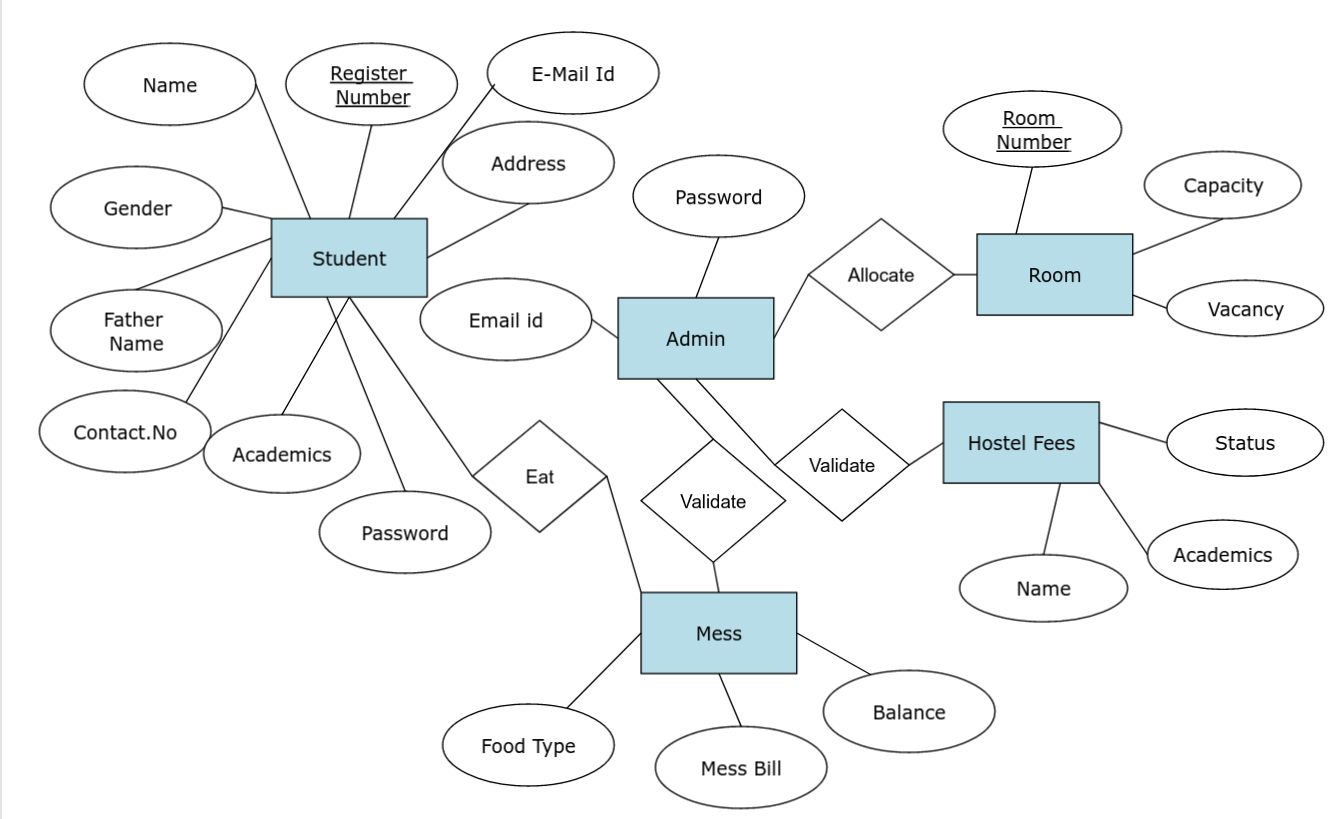 E-Mail Id
Name
Register
Number
Room
Number
Address
Capacity
Password
Gender
Student
Allocate
Room
Vacancy
Father
Name
Email id
Admin
Contact.No
Academics
Hostel Fees
Status
Eat
Validate
Validate
Password
Academics
Name
Mess
Balance
Food Type
Mess Bill